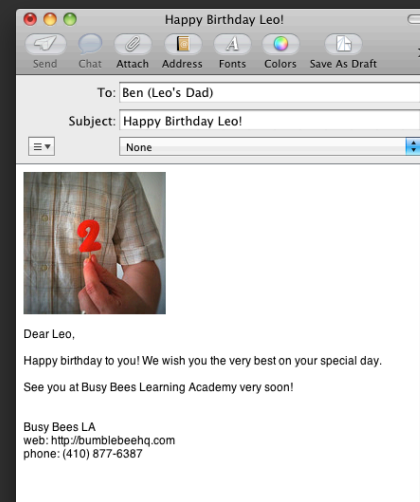 Happy Birthday Leo!
Send Chat Attach Address Fonts Colors Save As Draft
To: Ben (Leo's Dad)
Subject: Happy Birthday Leo!
None
2
Dear Leo,
Happy birthday to you! We wish you the very best on your special day.
See you at Busy Bees Learning Academy very soon!
Busy Bees LA
web: http://bumblebeehq.com
phone: (410) 877-6387